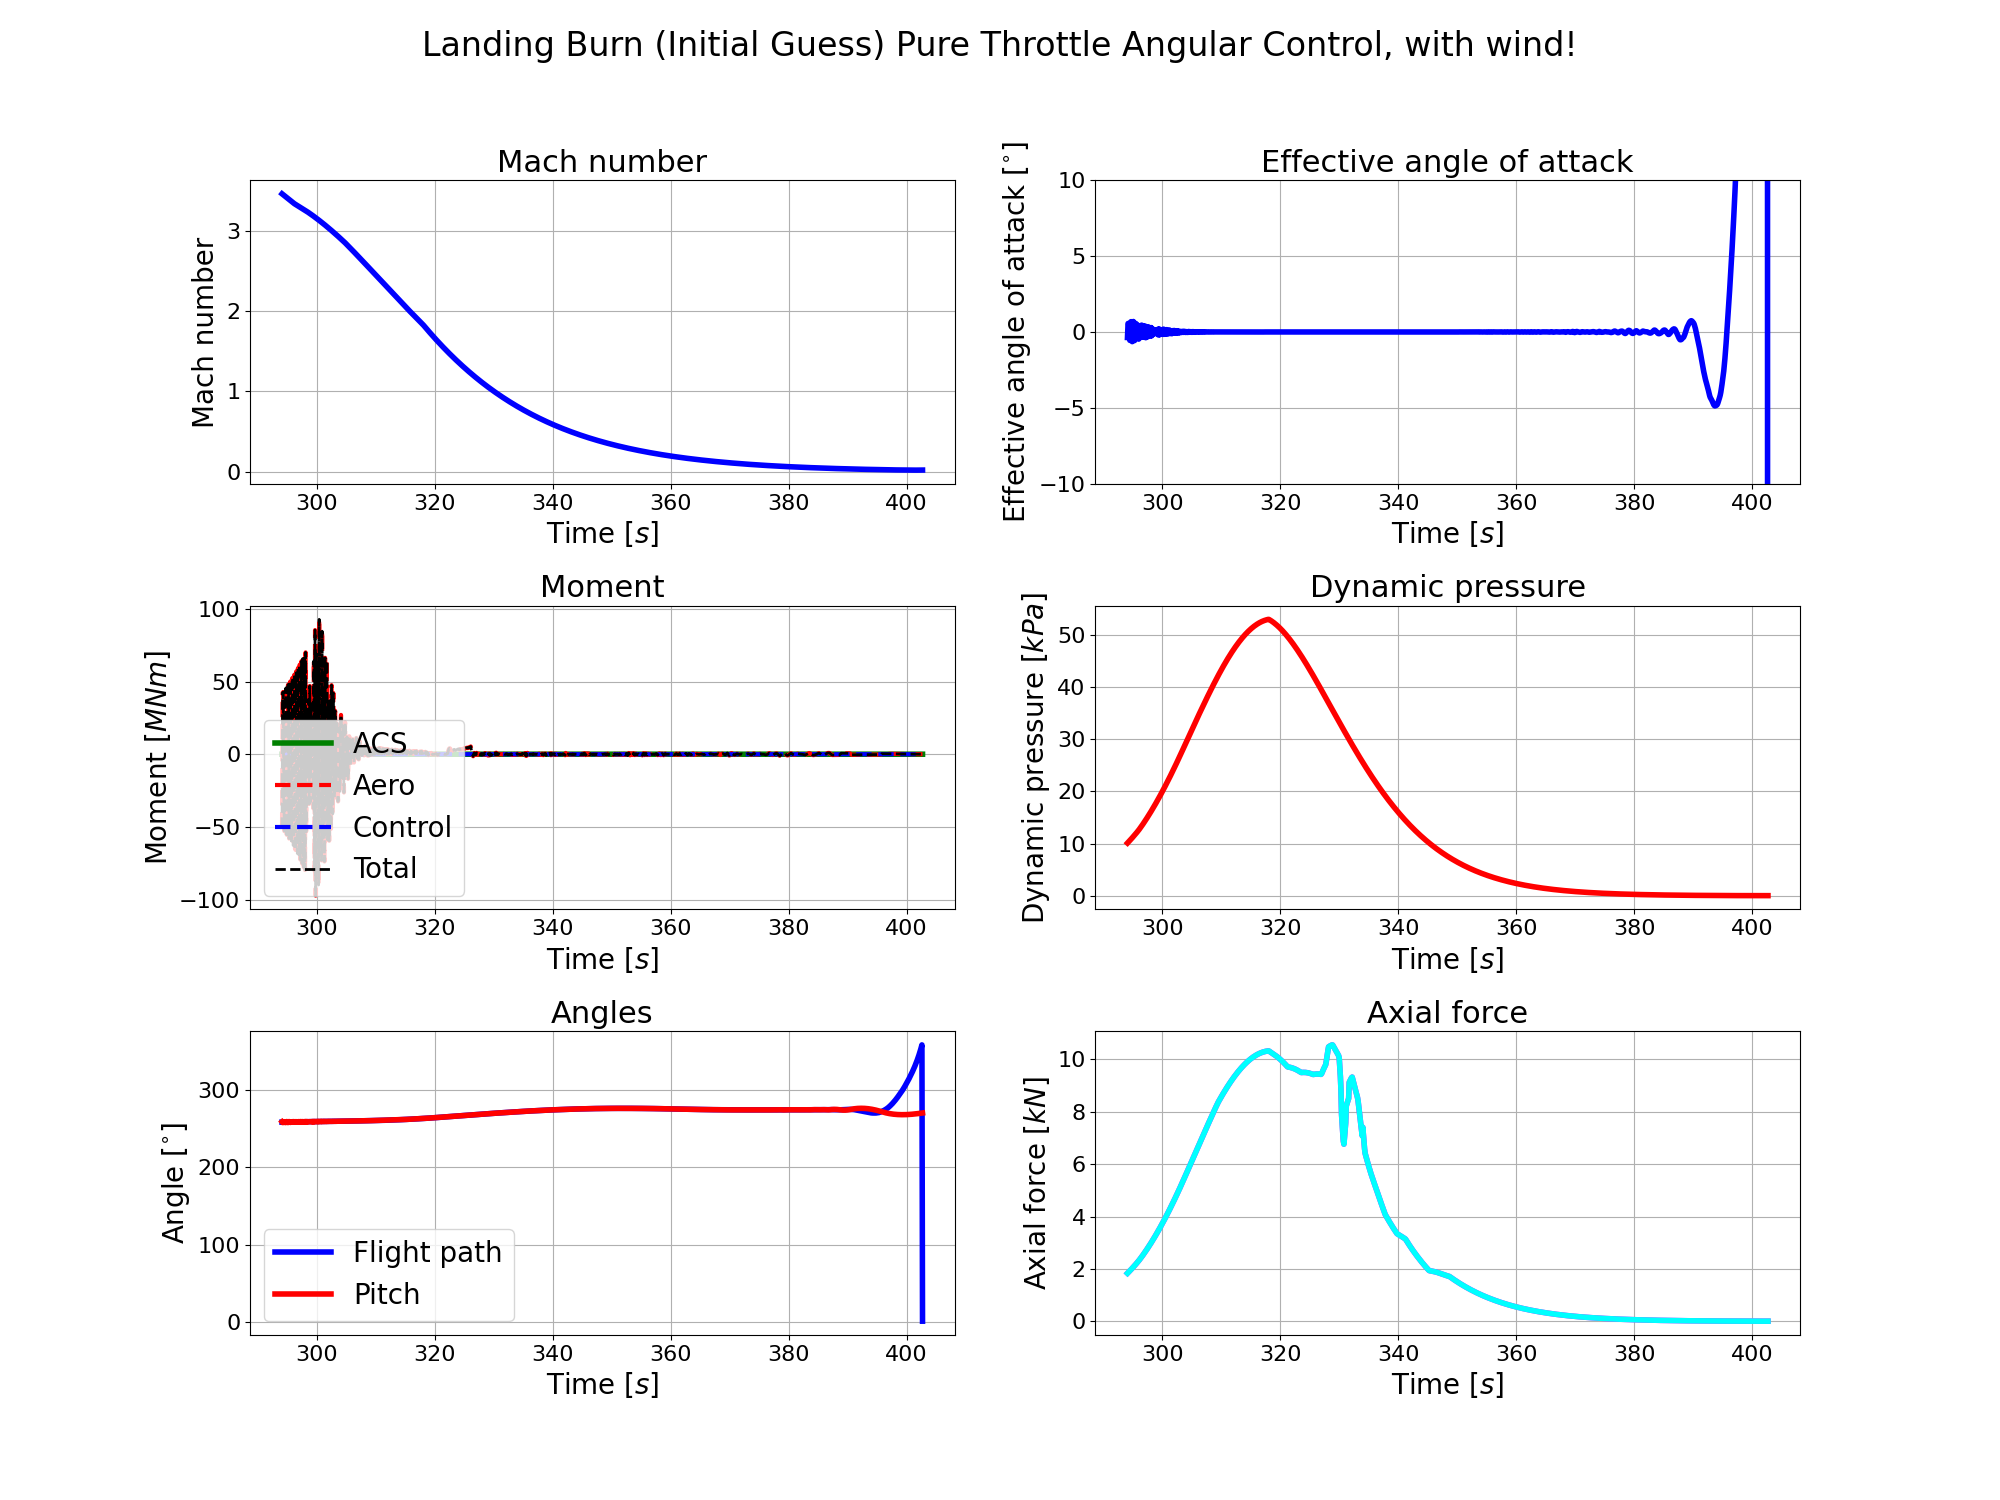 Landing Burn (Initial Guess) Pure Throttle Angular Control, with wind!
Mach number
Mach number
3
2
1
0
300 320 340 360 380 400
Time [s]
Effective angle of attack
Effective angle of attack [°]
10
5
0
−5
−10
300 320 340 360 380 400
Time [s]
Moment
Moment [MNm]
100
50
0
−50
−100
ACS
Aero
Control
Total
300 320 340 360 380 400
Time [s]
Dynamic pressure
Dynamic pressure [kPa]
50
40
30
20
10
0
300 320 340 360 380 400
Time [s]
Angles
Angle [°]
300
200
100
0
Flight path
Pitch
300 320 340 360 380 400
Time [s]
Axial force
Axial force [kN]
10
8
6
4
2
0
300 320 340 360 380 400
Time [s]